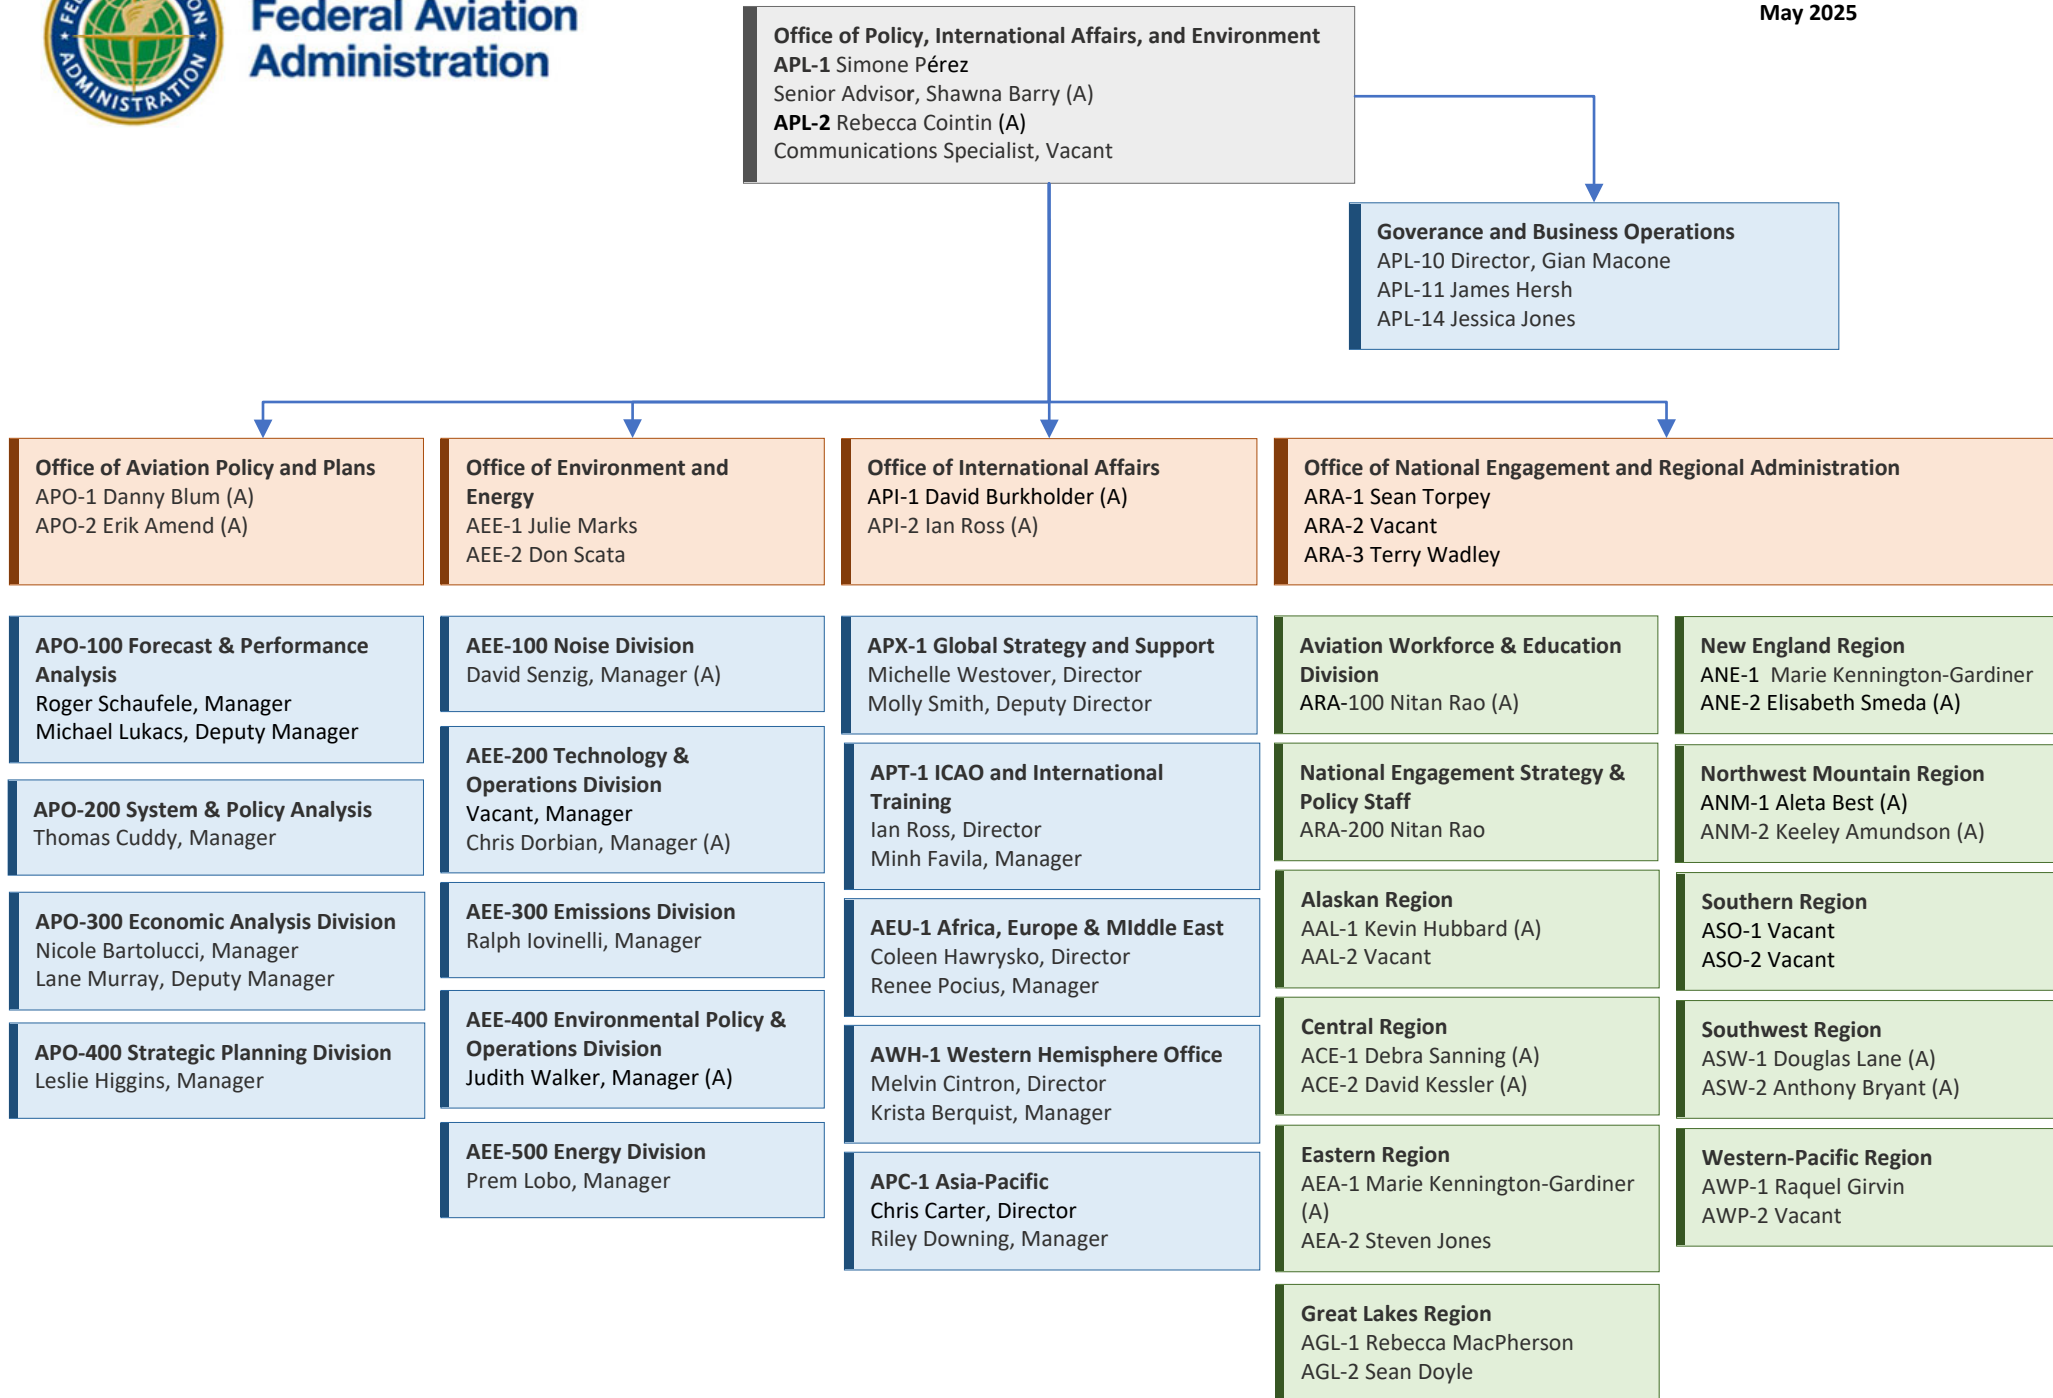 FEDERAL AVIATION
ADMINISTRATION
Federal Aviation
Administration
May 2025
Office of Policy, International Affairs, and Environment
APL-1 Simone Pérez
Senior Advisor, Shawna Barry (A)
APL-2 Rebecca Cointin (A)
Communications Specialist, Vacant
Goverance and Business Operations
APL-10 Director, Gian Macone
APL-11 James Hersh
APL-14 Jessica Jones
Office of Aviation Policy and Plans
APO-1 Danny Blum (A)
APO-2 Erik Amend (A)
Office of Environment and
Energy
AEE-1 Julie Marks
AEE-2 Don Scata
Office of International Affairs
API-1 David Burkholder (A)
API-2 Ian Ross (A)
Office of National Engagement and Regional Administration
ARA-1 Sean Torpey
ARA-2 Vacant
ARA-3 Terry Wadley
APO-100 Forecast & Performance
Analysis
Roger Schaufele, Manager
Michael Lukacs, Deputy Manager
APO-200 System & Policy Analysis
Thomas Cuddy, Manager
APO-300 Economic Analysis Division
Nicole Bartolucci, Manager
Lane Murray, Deputy Manager
APO-400 Strategic Planning Division
Leslie Higgins, Manager
AEE-100 Noise Division
David Senzig, Manager (A)
AEE-200 Technology &
Operations Division
Vacant, Manager
Chris Dorbian, Manager (A)
AEE-300 Emissions Division
Ralph Iovinelli, Manager
AEE-400 Environmental Policy &
Operations Division
Judith Walker, Manager (A)
AEE-500 Energy Division
Prem Lobo, Manager
APX-1 Global Strategy and Support
Michelle Westover, Director
Molly Smith, Deputy Director
APT-1 ICAO and International
Training
Ian Ross, Director
Minh Favila, Manager
AEU-1 Africa, Europe & MIddle East
Coleen Hawrysko, Director
Renee Pocius, Manager
AWH-1 Western Hemisphere Office
Melvin Cintron, Director
Krista Berquist, Manager
APC-1 Asia-Pacific
Chris Carter, Director
Riley Downing, Manager
Aviation Workforce & Education
Division
ARA-100 Nitan Rao (A)
National Engagement Strategy &
Policy Staff
ARA-200 Nitan Rao
Alaskan Region
AAL-1 Kevin Hubbard (A)
AAL-2 Vacant
Central Region
ACE-1 Debra Sanning (A)
ACE-2 David Kessler (A)
Eastern Region
AEA-1 Marie Kennington-Gardiner
(A)
AEA-2 Steven Jones
Great Lakes Region
AGL-1 Rebecca MacPherson
AGL-2 Sean Doyle
New England Region
ANE-1 Marie Kennington-Gardiner
ANE-2 Elisabeth Smeda (A)
Northwest Mountain Region
ANM-1 Aleta Best (A)
ANM-2 Keeley Amundson (A)
Southern Region
ASO-1 Vacant
ASO-2 Vacant
Southwest Region
ASW-1 Douglas Lane (A)
ASW-2 Anthony Bryant (A)
Western-Pacific Region
AWP-1 Raquel Girvin
AWP-2 Vacant